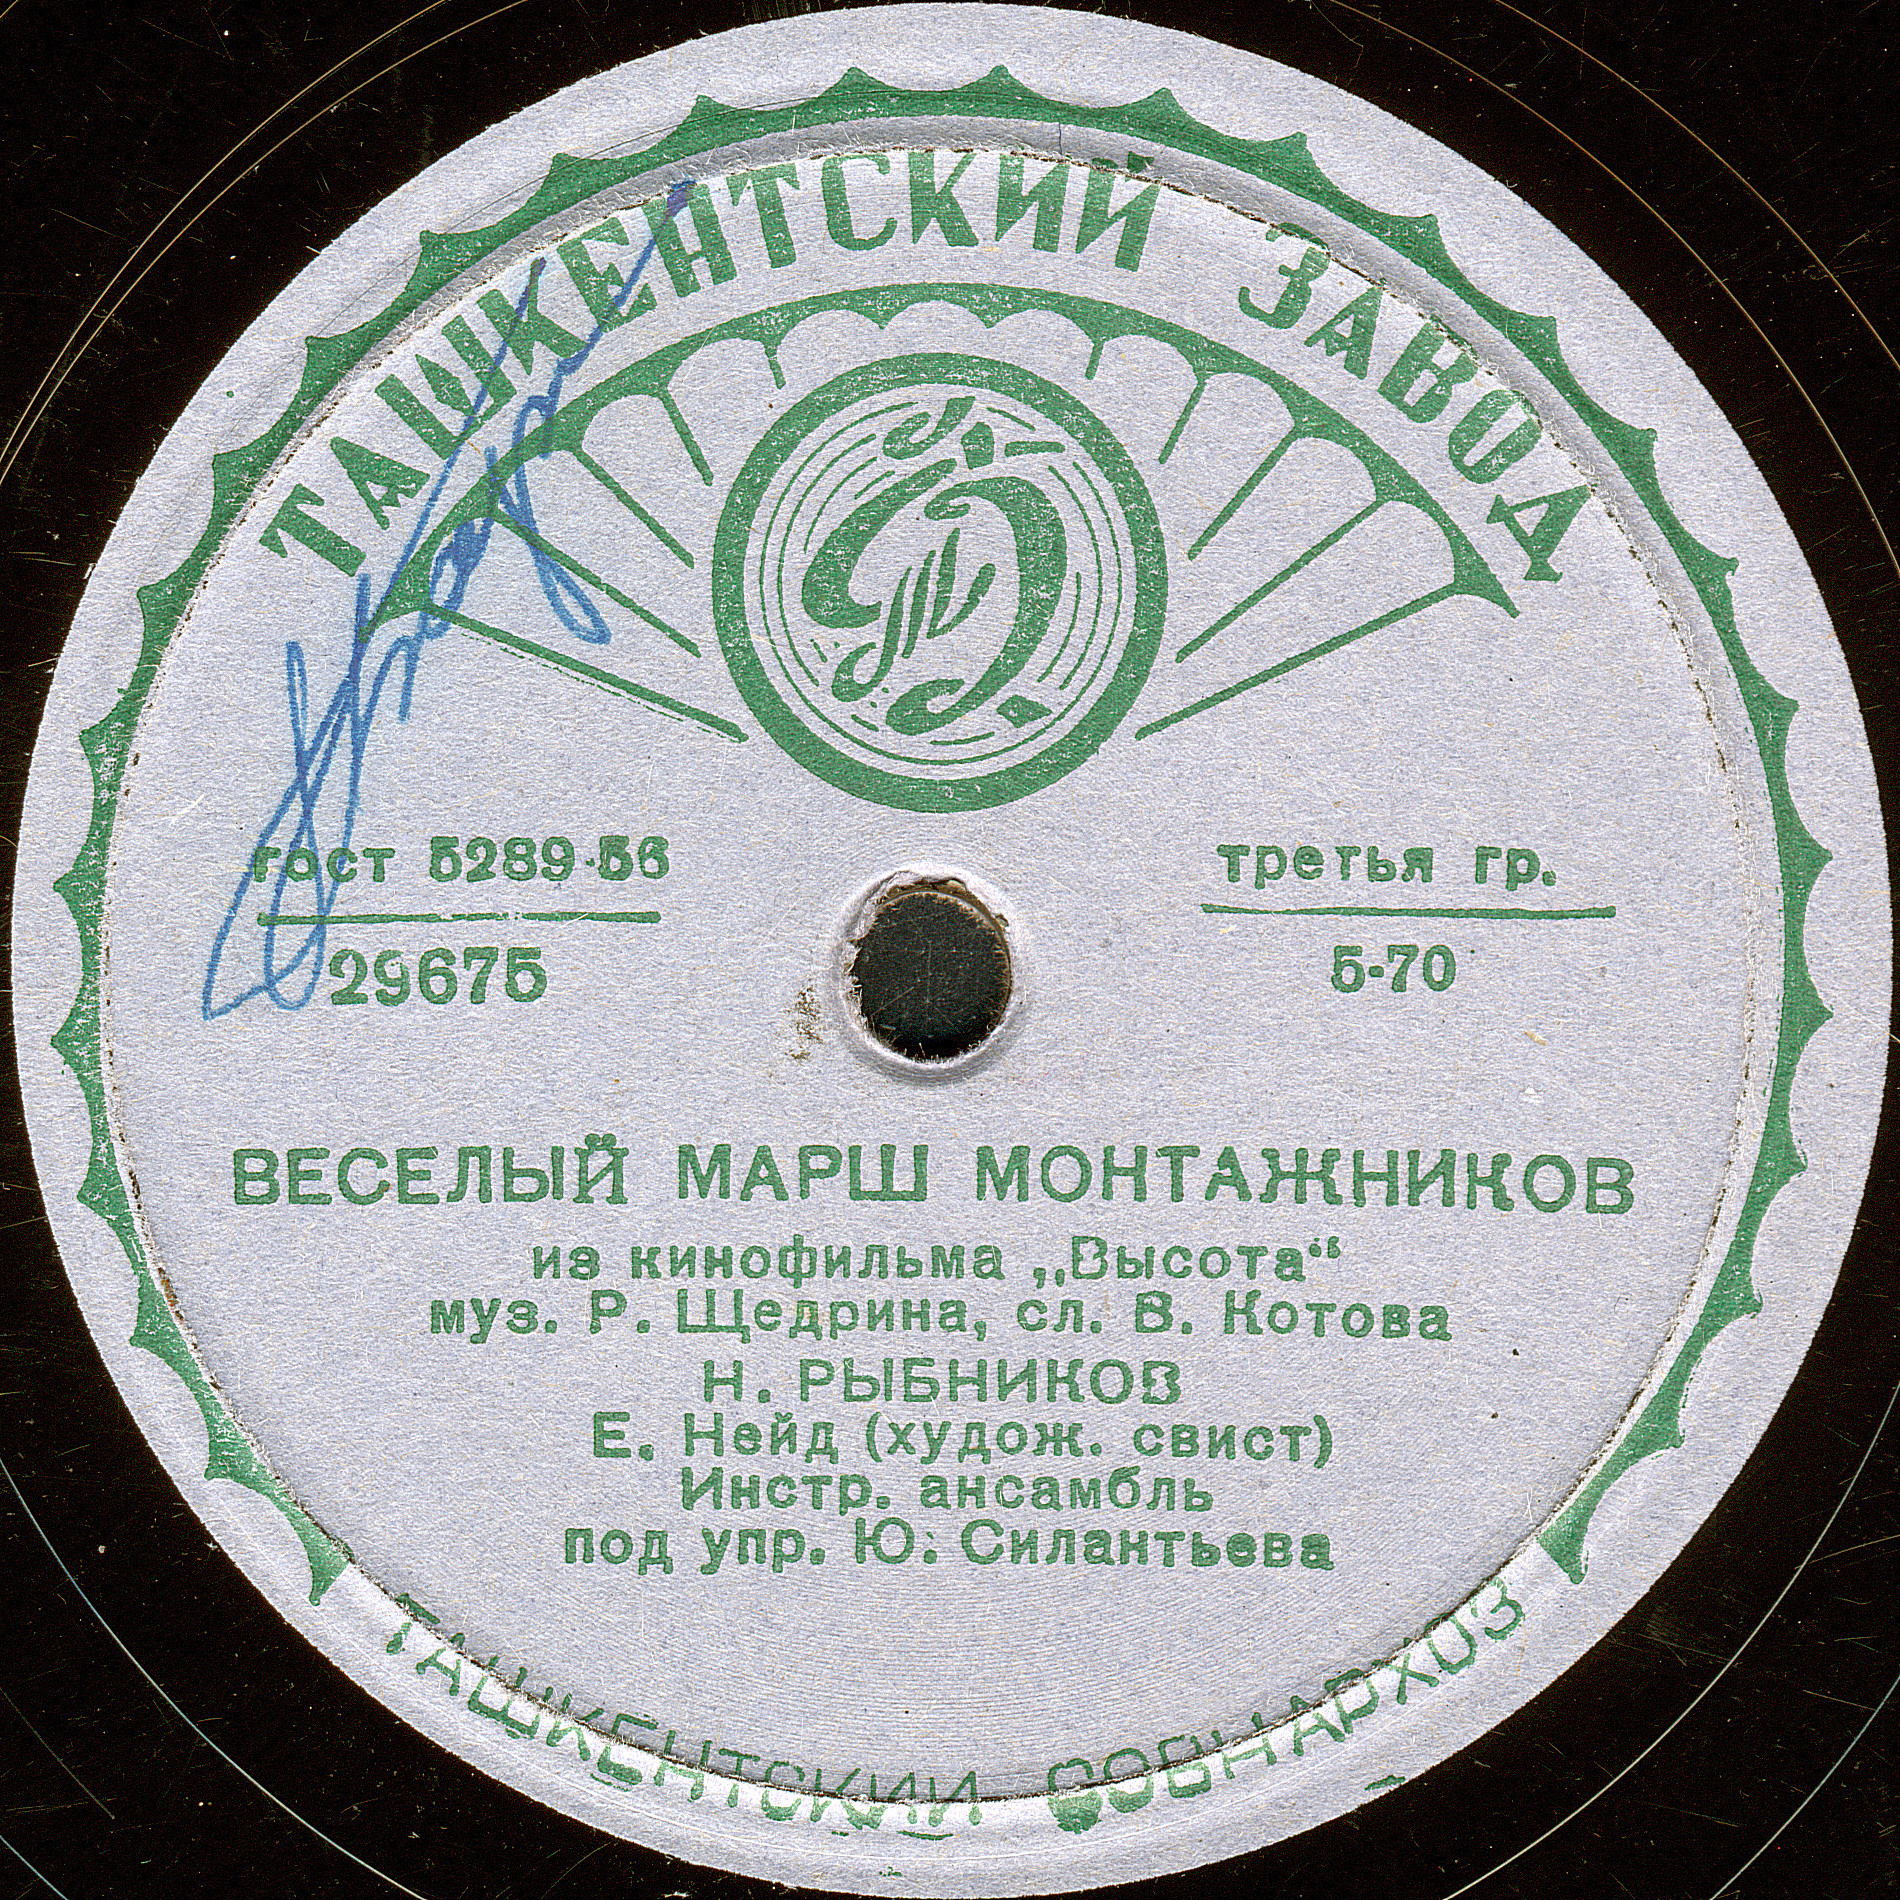 ТАШКЕНТСКИЙ ЗАВОД
гост 5289-56
29675
третья гр.
5-70
ВЕСЕЛЫЙ МАРШ МОНТАЖНИКОВ
из кинофильма „Высота“
муз. Р. Щедрина, сл. В. Котова
Н. РЫБНИКОВ
Е. Нейд (худож. свист)
Инстр. ансамбль
под упр. Ю. Силантьева
ТАШКЕНТСКИЙ СОВНАРХОЗ